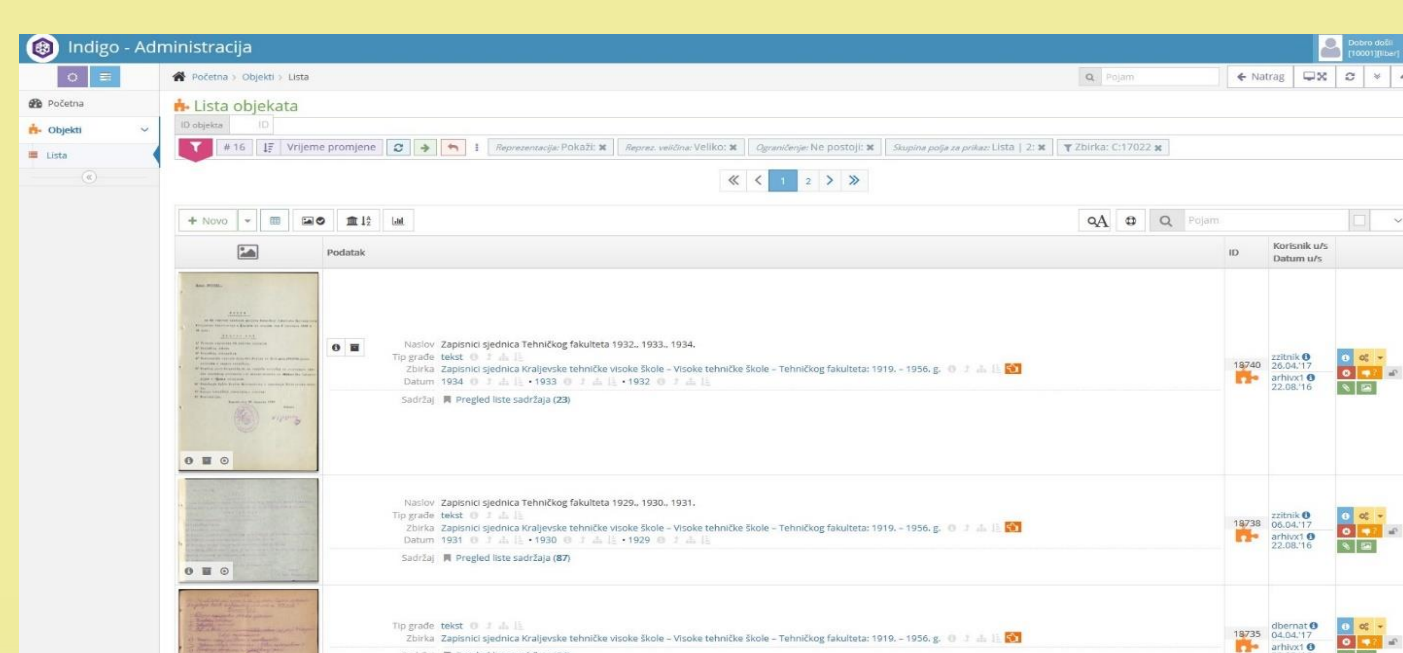 Indigo - Administracija
Dobro došli
Početna > Objekti > Lista
Pojam
Natrag
Početna
Lista objekata
ID objekta ID
Objekti
# 16 Vrijeme promjene Reprezentacija: Pokaži: Reprez. veličina: Veliko: Ograničenje: Ne postoji: Skupine polja za prikaz: Lista | 2: Zbirka: C:17022
Lista
1 2
+ Novo
Pojam
Podatak
ID
Korisnik u/s
Datum u/s
Naslov Zapisnici sjednica Tehničkog fakulteta 1932., 1933., 1934.
Tip građe tekst
Zbirka Zapisnici sjednica Kraljevske tehničke visoke škole – Visoke tehničke škole – Tehničkog fakulteta: 1919. – 1956. g.
Datum 1934 • 1933 • 1932
Sadržaj Pregled liste sadržaja (23)
18740
zzitnik
26.04.'17
arhivx1
22.08.'16
Naslov Zapisnici sjednica Tehničkog fakulteta 1929., 1930., 1931.
Tip građe tekst
Zbirka Zapisnici sjednica Kraljevske tehničke visoke škole – Visoke tehničke škole – Tehničkog fakulteta: 1919. – 1956. g.
Datum 1931 • 1930 • 1929
Sadržaj Pregled liste sadržaja (87)
18738
zzitnik
06.04.'17
arhivx1
22.08.'16
Tip građe tekst
Zbirka Zapisnici sjednica Kraljevske tehničke visoke škole – Visoke tehničke škole – Tehničkog fakulteta: 1919. – 1956. g.
18735
dbernat
04.04.'17
arhivx1